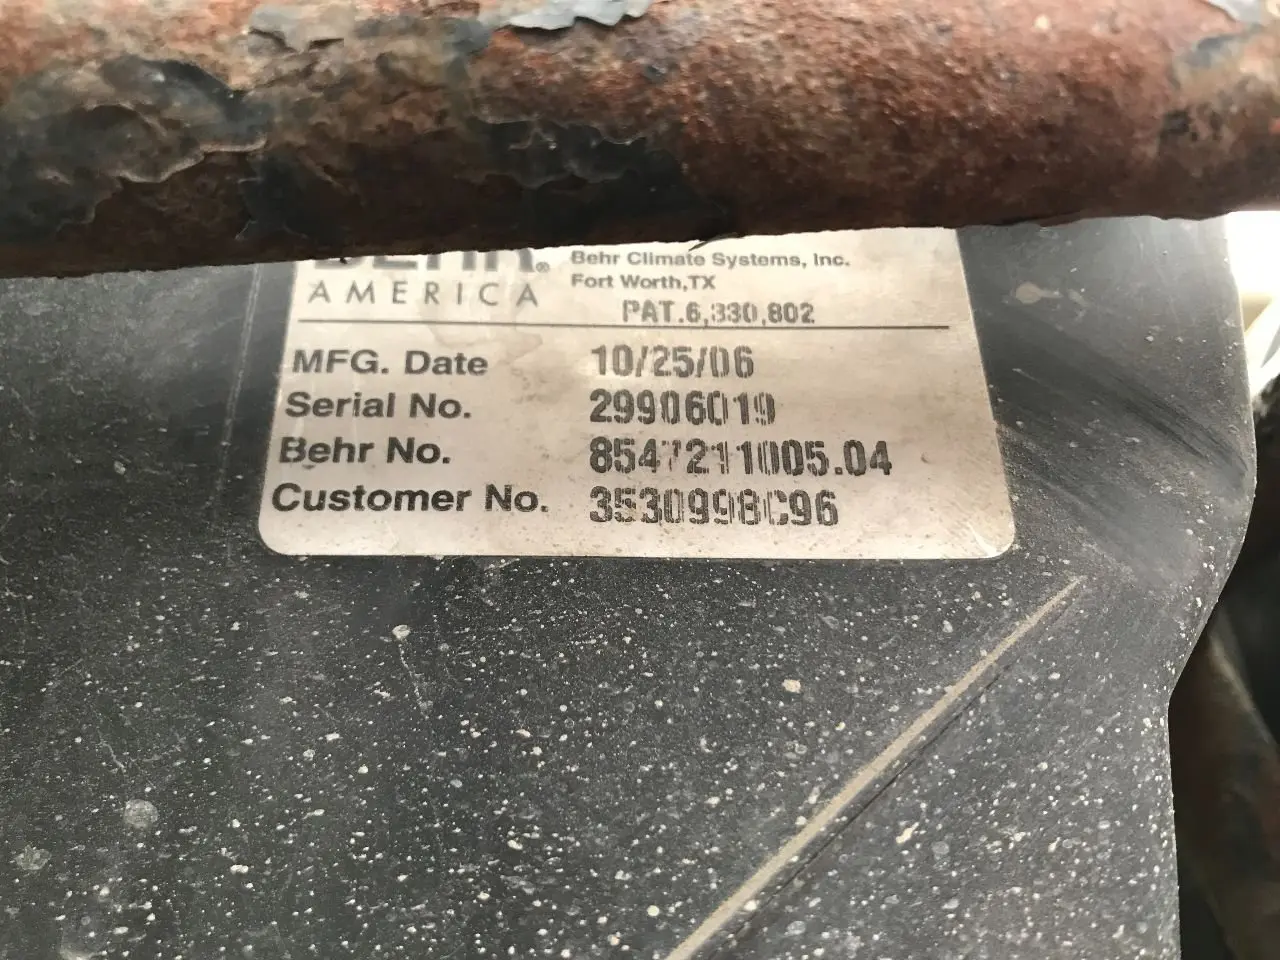 BEHR®
Behr Climate Systems, Inc.
AMERICA
Fort Worth,TX
PAT.6,330,802
MFG. Date 10/25/06
Serial No. 29906019
Behr No. 8547211005.04
Customer No. 3530998C96